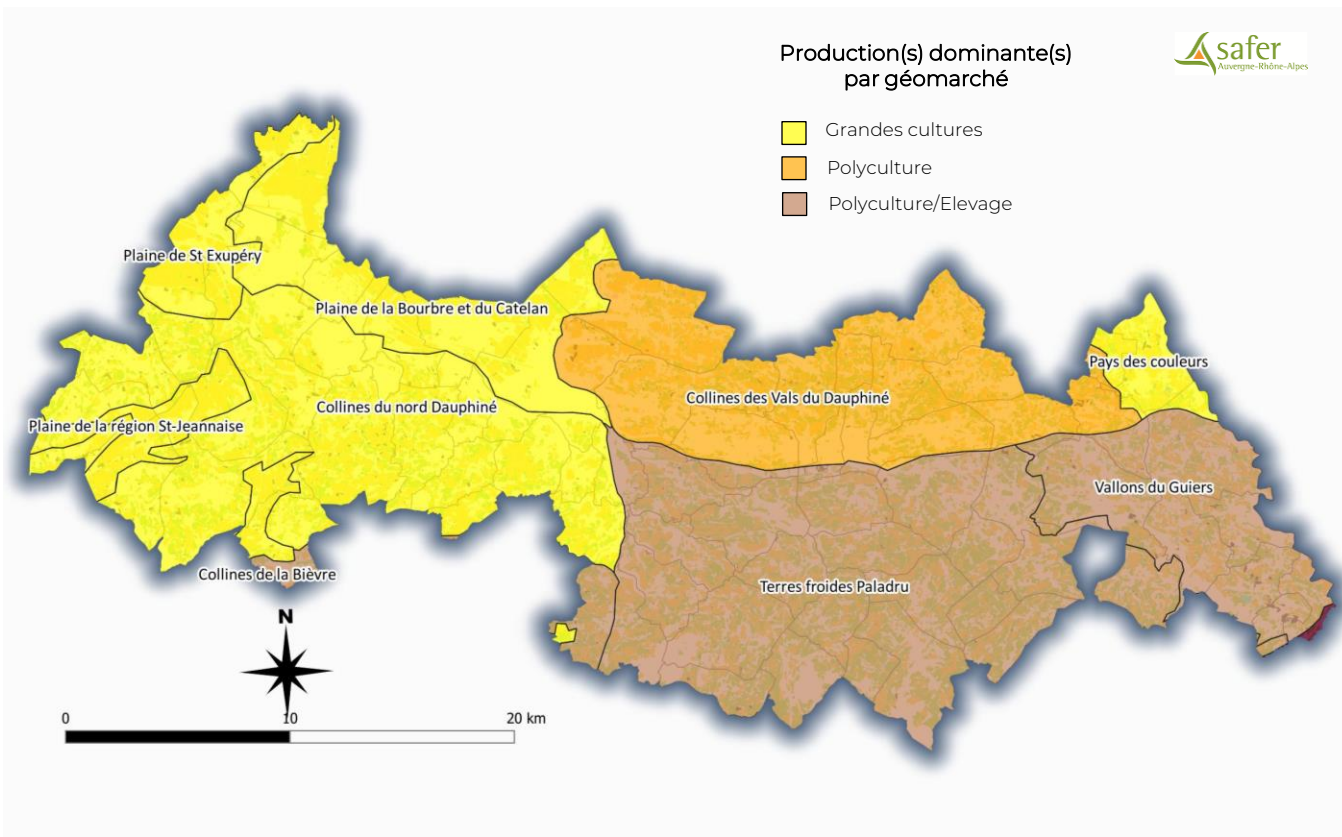 Production(s) dominante(s)
par géomarché
safer
Auvergne-Rhône-Alpes
Grandes cultures
Polyculture
Polyculture/Elevage
Plaine de St Exupéry
Plaine de la Bourbre et du Catelan
Pays des couleurs
Collines des Vals du Dauphiné
Collines du nord Dauphiné
Plaine de la région St-Jeannaise
Vallons du Guiers
Collines de la Bièvre
Terres froides Paladru
N
0 10 20 km